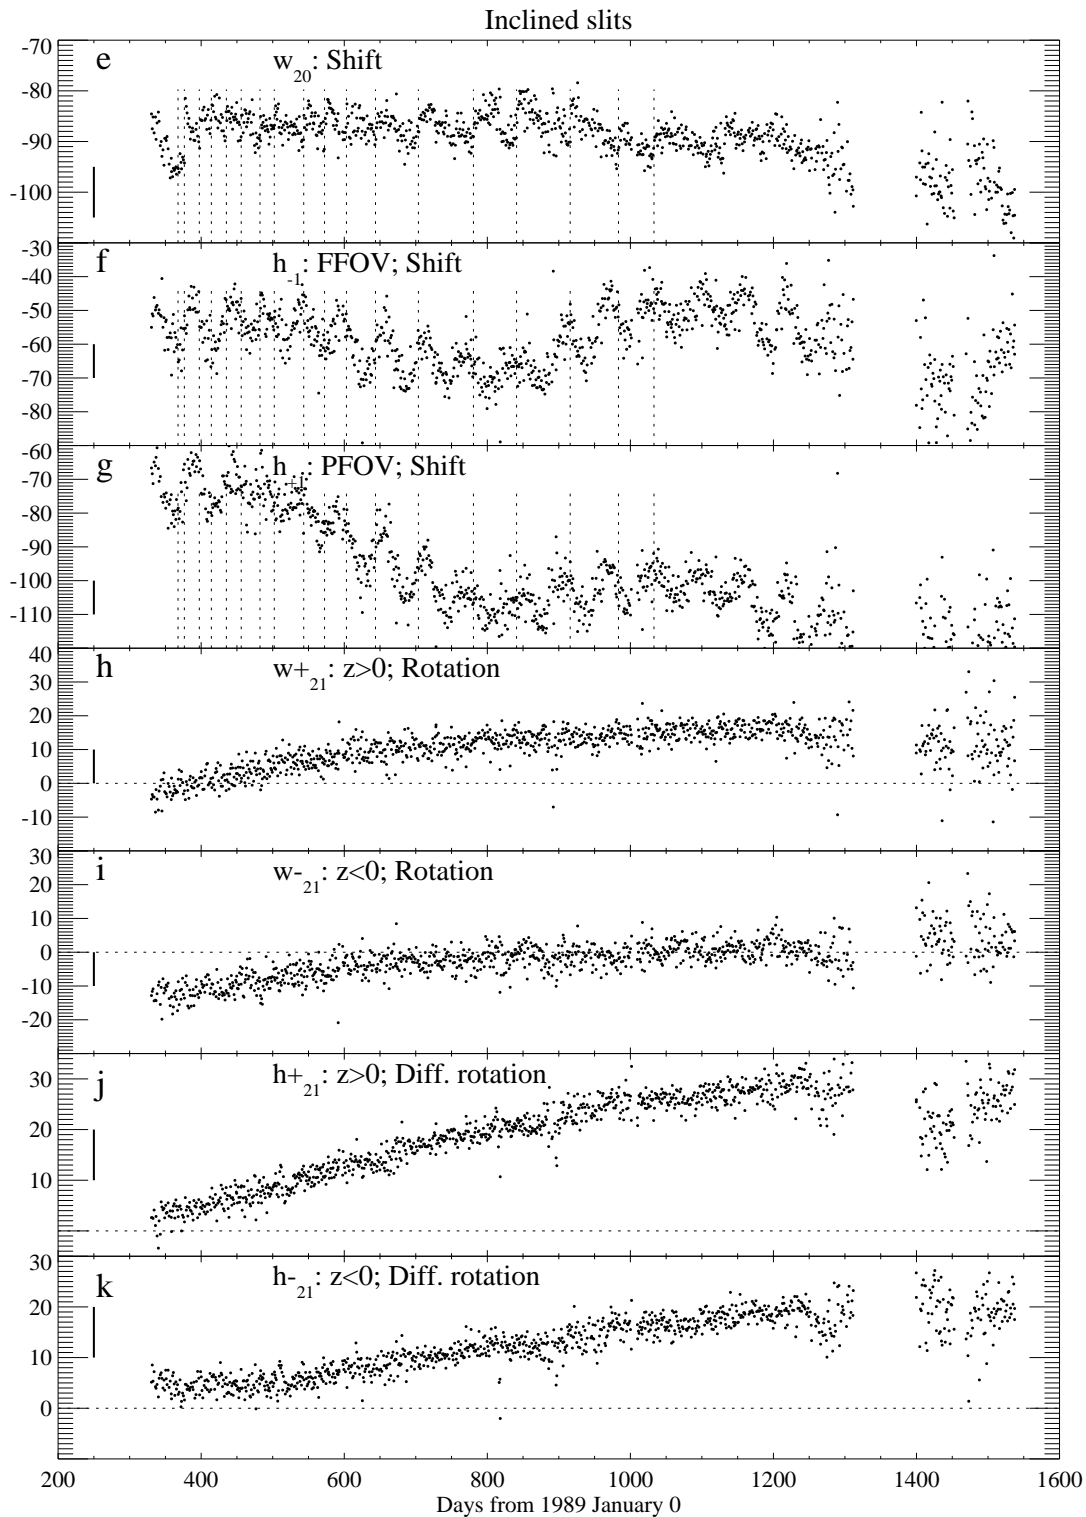 Inclined slits
-70
-80
-90
-100
e
w20: Shift
-30
-40
-50
-60
-70
-80
f
h-1: FFOV; Shift
-60
-70
-80
-90
-100
-110
g
h+1: PFOV; Shift
40
30
20
10
0
-10
h
w+21: z>0; Rotation
30
20
10
0
-10
-20
i
w-21: z<0; Rotation
30
20
10
j
h+21: z>0; Diff. rotation
30
20
10
0
k
h-21: z<0; Diff. rotation
200 400 600 800 1000 1200 1400 1600
Days from 1989 January 0